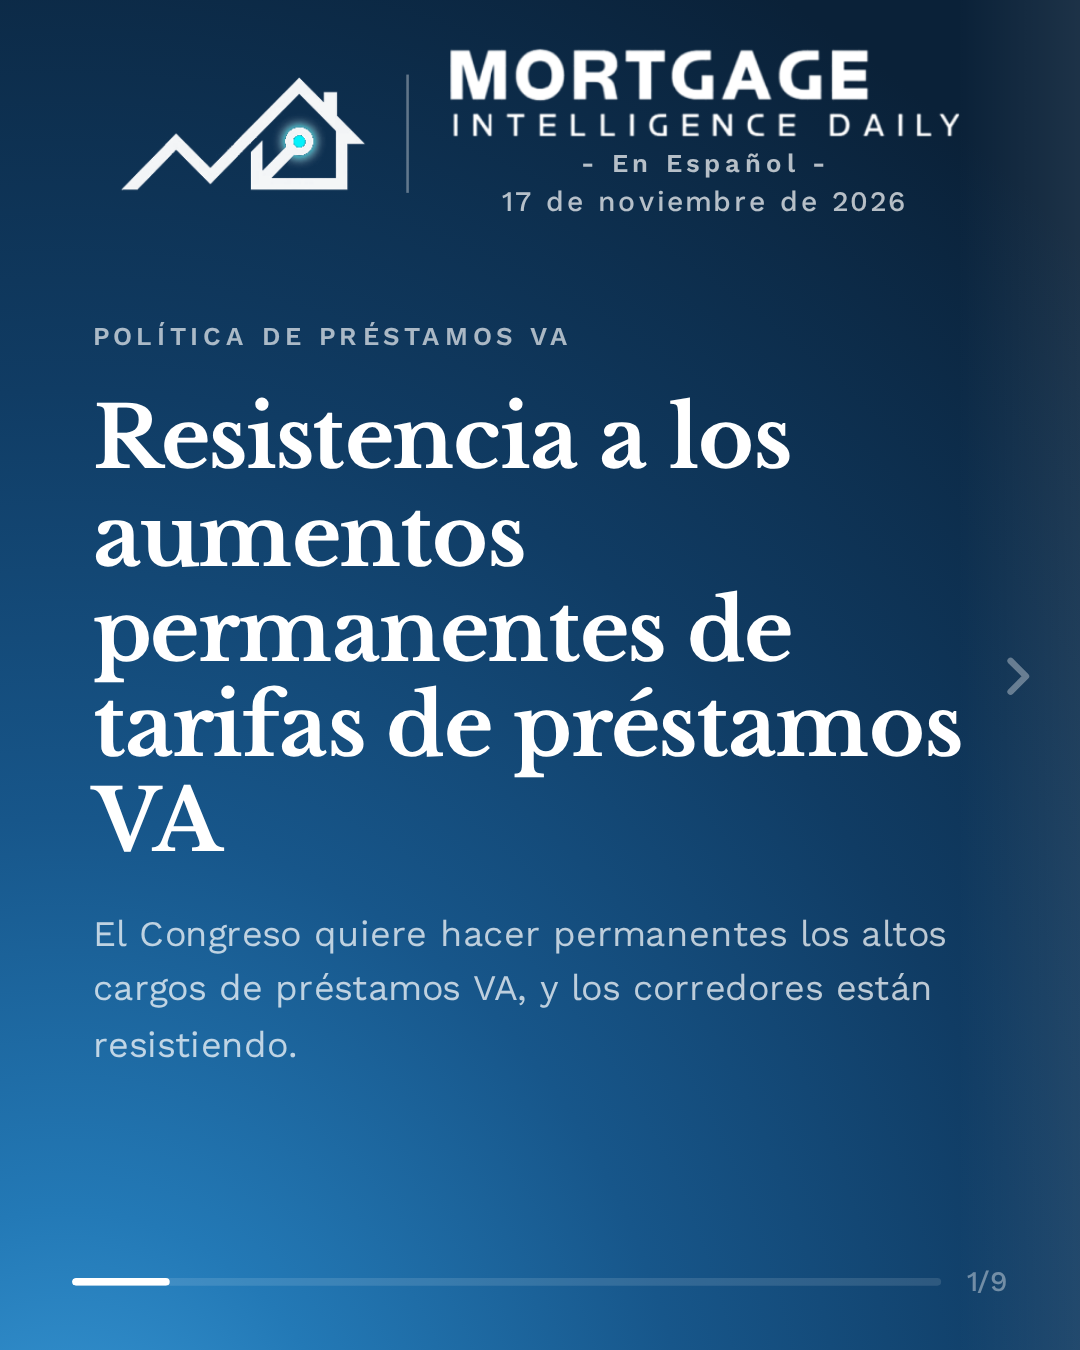 MORTGAGE
INTELLIGENCE DAILY
- En Español -
17 de noviembre de 2026
POLÍTICA DE PRÉSTAMOS VA
Resistencia a los
aumentos
permanentes de
tarifas de préstamos
VA
El Congreso quiere hacer permanentes los altos
cargos de préstamos VA, y los corredores están
resistiendo.
1/9